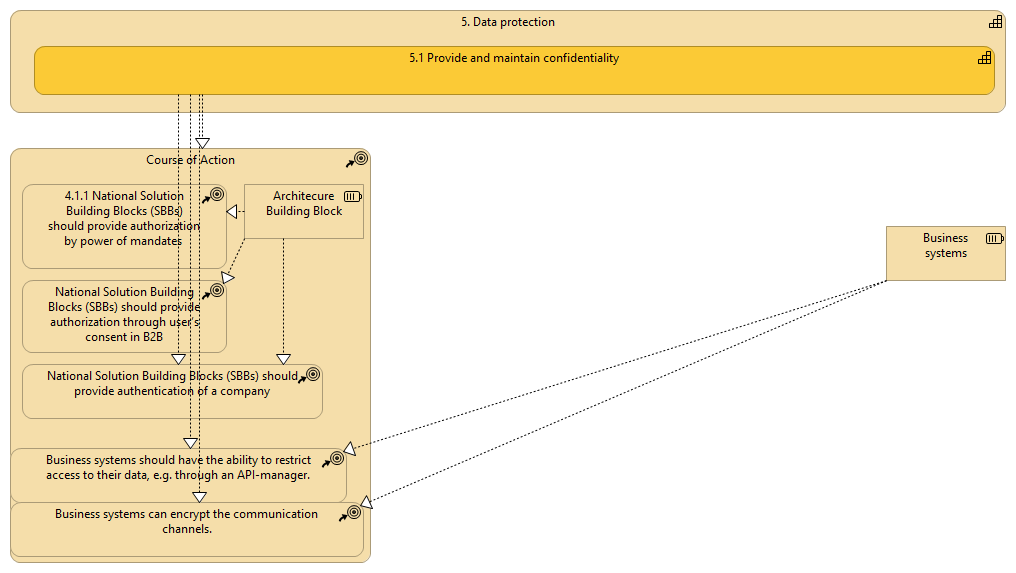 5. Data protection
5.1 Provide and maintain confidentiality
Course of Action
4.1.1 National Solution
Building Blocks (SBBs)
should provide authorization
by power of mandates
Architecure
Building Block
Business
systems
National Solution Building
Blocks (SBBs) should provide
authorization through user's
consent in B2B
National Solution Building Blocks (SBBs) should
provide authentication of a company
Business systems should have the ability to restrict
access to their data, e.g. through an API-manager.
Business systems can encrypt the communication
channels.